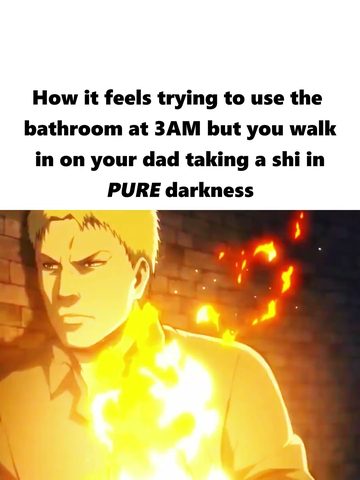 How it feels trying to use the
bathroom at 3AM but you walk
in on your dad taking a shi in
PURE darkness